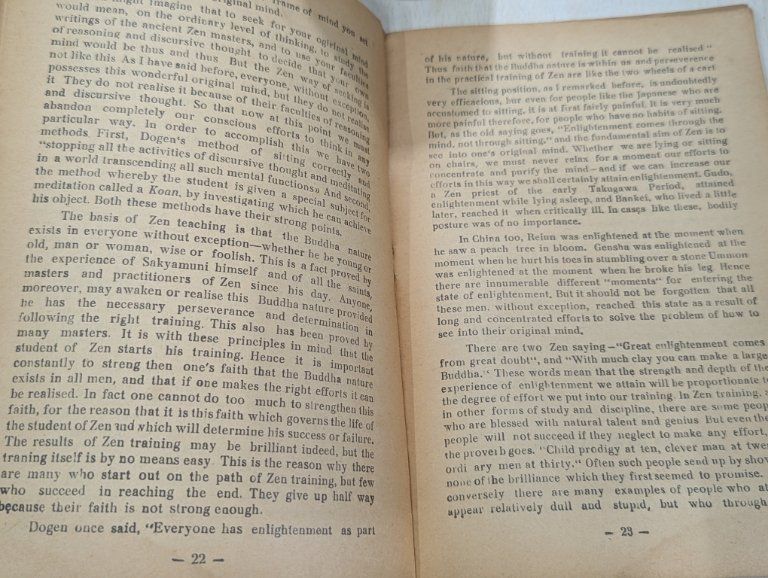 frame of mind you set
original mind.
might imagine that to seek for your original mind
would mean, on the ordinary level of thinking, to study the
writings of the ancient Zen masters, and to use your faculties
of reasoning and discursive thought to decide that your own
mind would be thus and thus But the Zen way of seeing is
not like this As I have said before, everyone, without exception,
possesses this wonderful original mind, but they do not realise
it They do not realise it because of their faculties of reasoning
and discursive thought. So that now at this point we must
abandon completely our conscious efforts to think in any
particular way. In order to accomplish this we have two
methods First, Dogen's method of sitting correctly and
"stopping all the activities of discursive thought and meditating
in a world transcending all such mental functions» And second,
the method whereby the student is given a special subject for
meditation called a Koan, by investigating which he can achieve
his object. Both these methods have their strong points.
The basis of Zen teaching is that the Buddha nature
exists in everyone without exception—whether he be young or
old, man or woman, wise or foolish. This is a fact proved by
the experience of Sakyamuni himself and of all the saints,
masters and practitioners of Zen since his day. Anyone,
moreover, may awaken or realise this Buddha nature provided
he has the necessary perseverance and determination in
following the right training. This also has been proved by
many masters. It is with these principles in mind that the
student of Zen starts his training. Hence it is important
constantly to streng then one's faith that the Buddha nature
exists in all men, and that if one makes the right efforts it can
be realised. In fact one cannot do too much to strengthen this
faith, for the reason that it is this faith which governs the life of
the student of Zen and which will determine his success or failure.
The results of Zen training may be brilliant indeed, but the
traning itself is by no means easy This is the reason why there
are many who start out on the path of Zen training, but few
who succeed in reaching the end. They give up half way
because their faith is not strong enough.
Dogen once said, "Everyone has enlightenment as part
— 22 —
of his nature, but without training it cannot be realised"
Thus faith that the Buddha nature is within us and perseverence
in the practical training of Zen are like the two wheels of a cart
The sitting position, as I remarked before, is undoubtedly
very efficacious, but even for people like the Japanese who are
accustomed to sitting, it is at first fairly painful. It is very much
more painful therefore, for people who have no habits of sitting.
But, as the old saying goes, "Enlightenment comes through the
mind, not through sitting" and the fundamental aim of Zen is to
see into one's original mind. Whether we are lying or sitting
on chairs, we must never relax for a moment our efforts to
concentrate and purify the mind—and if we can increase our
efforts in this way we shall certainly attain enlightenment. Gudo,
a Zen priest of the early Takugawa Period, attained
enlightenment while lying asleep, and Bankei, who lived a little
later, reached it when critically ill. In cases like these, bodily
posture was of no importance.
In China too, Reiun was enlightened at the moment when
he saw a peach tree in bloom. Gensha was enlightened at the
moment when he hurt his toes in stumbling over a stone Ummon
was enlightened at the moment when he broke his leg. Hence
there are innumerable different "moments" for entering the
state of enlightenment. But it should not be forgotten that all
these men. without exception, reached this state as a result of
long and concentrated efforts to solve the problem of how to
see into their original mind.
There are two Zen saying—"Great enlightenment comes
from great doubt", and "With much clay you can make a large
Buddha." These words mean that the strength and depth of the
experience of enlightenment we attain will be proportionate to
the degree of effort we put into our training. In Zen training, as
in other forms of study and discipline, there are some peop
who are blessed with natural talent and genius But even the
people will not succeed if they neglect to make any effort,
the proverb goes. "Child prodigy at ten, clever man at twe
ordi ary men at thirty." Often such people send up by show
none of the brilliance which they first seemed to promise.
conversely there are many examples of people who at
appear relatively dull and stupid, but who through
— 23 —